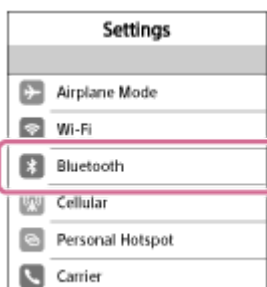 Settings
Airplane Mode
Wi-Fi
Bluetooth
Cellular
Personal Hotspot
Carrier